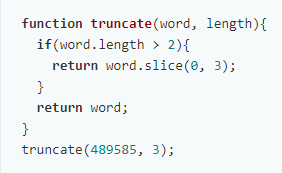 function truncate(word, length){
  if(word.length > 2){
    return word.slice(0, 3);
  }
  return word;
}
truncate(489585, 3);